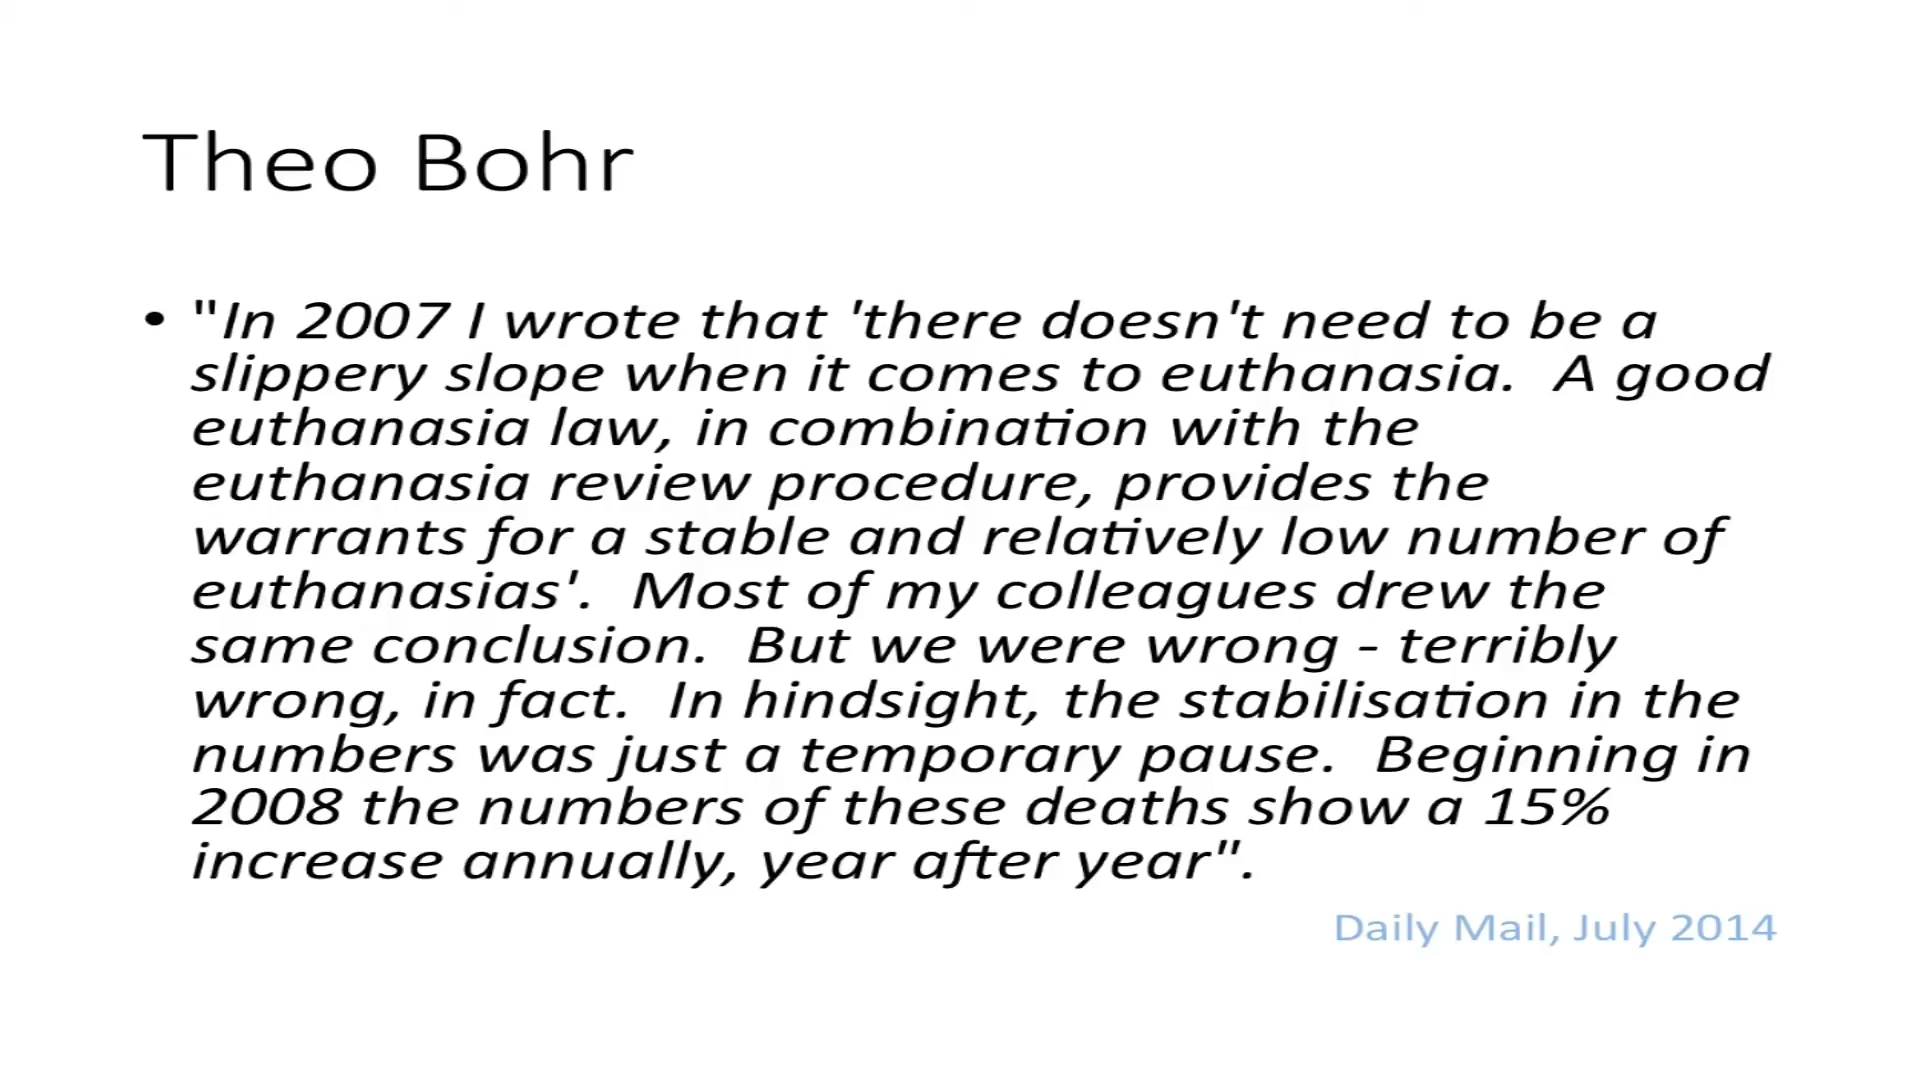 Theo Bohr
• "In 2007 I wrote that 'there doesn't need to be a
slippery slope when it comes to euthanasia.  A good
euthanasia law, in combination with the
euthanasia review procedure, provides the
warrants for a stable and relatively low number of
euthanasias'.  Most of my colleagues drew the
same conclusion.  But we were wrong - terribly
wrong, in fact.  In hindsight, the stabilisation in the
numbers was just a temporary pause.  Beginning in
2008 the numbers of these deaths show a 15%
increase annually, year after year".
Daily Mail, July 2014